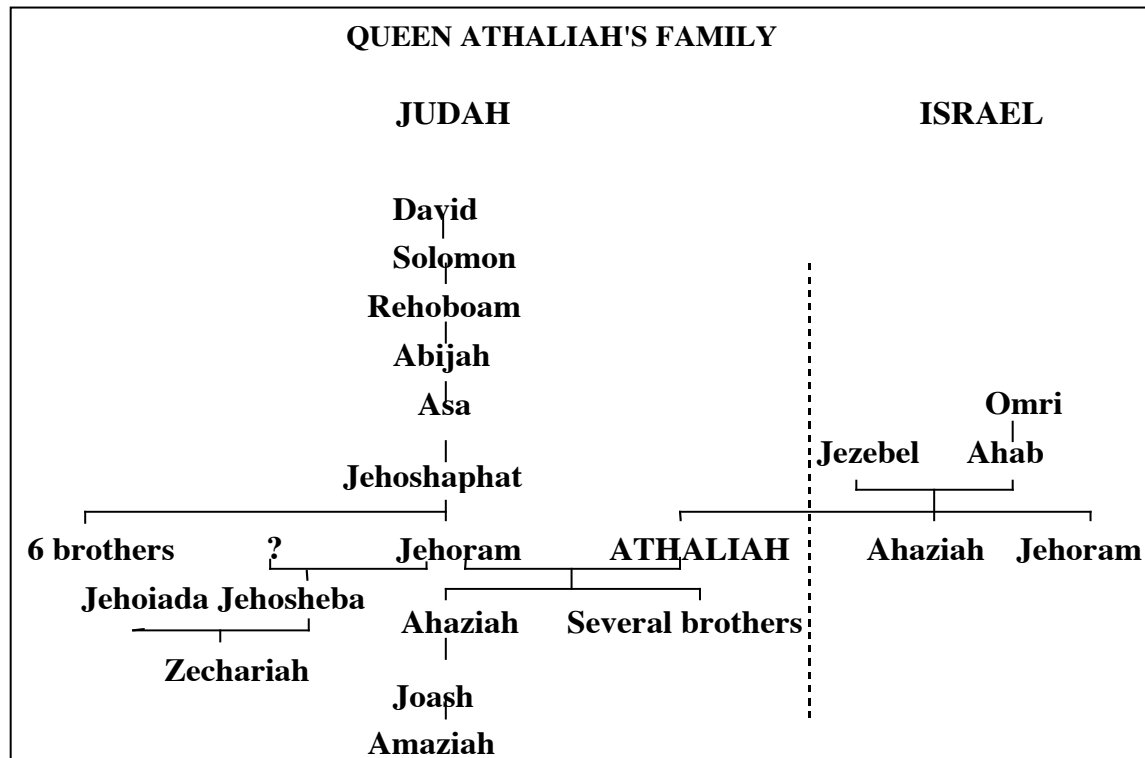 QUEEN ATHALIAH'S FAMILY
JUDAH ISRAEL
David
Solomon
Rehoboam
Abijah
Asa Omri
Jezebel Ahab
Jehoshaphat
6 brothers ? Jehoram ATHALIAH Ahaziah Jehoram
Jehoiada Jehosheba
Ahaziah Several brothers
Zechariah
Joash
Amaziah